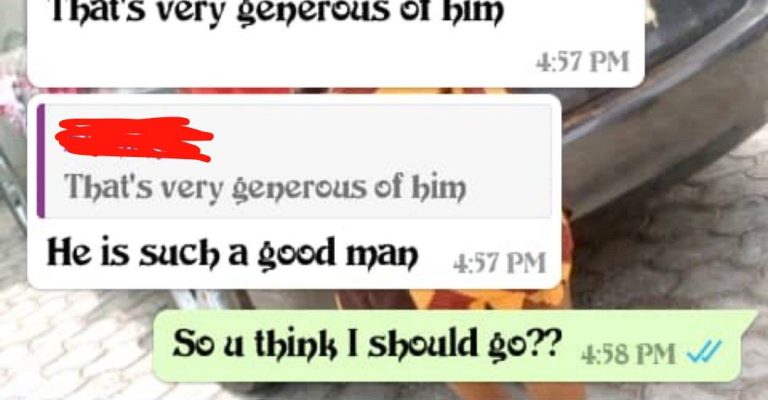 That's very generous of him
4:57 PM
That's very generous of him
He is such a good man 4:57 PM
So u think I should go?? 4:58 PM